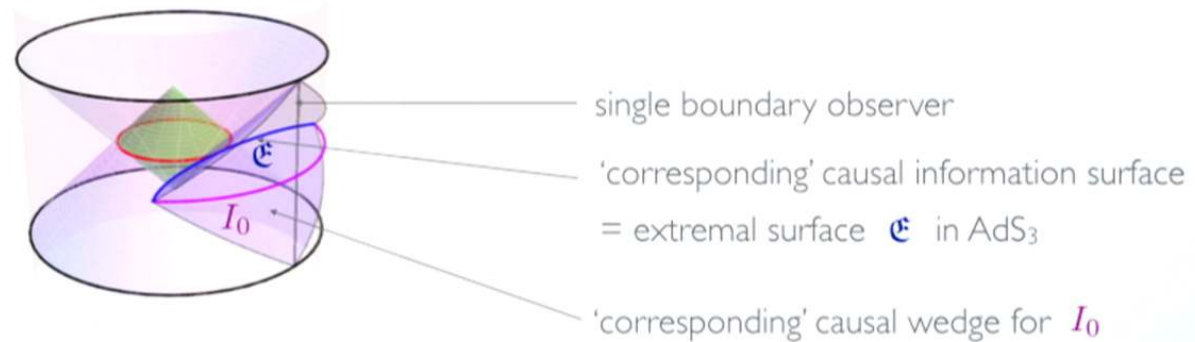 single boundary observer
𝕰
'corresponding' causal information surface
= extremal surface 𝕰 in AdS₃
I₀
'corresponding' causal wedge for I₀